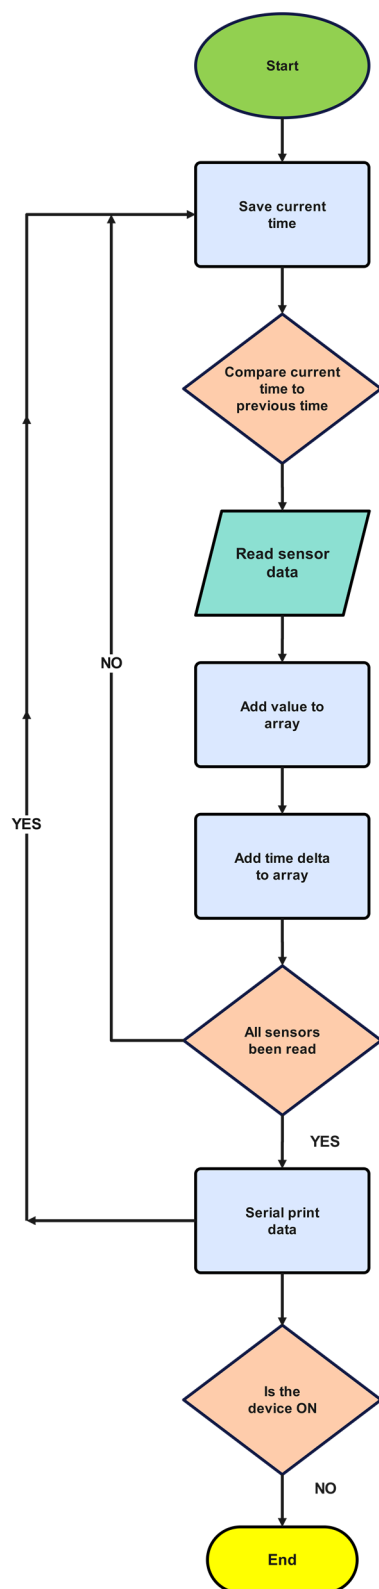 Start
Save current
time
Compare current
time to
previous time
Read sensor
data
NO
Add value to
array
YES
Add time delta
to array
All sensors
been read
YES
Serial print
data
Is the
device ON
NO
End